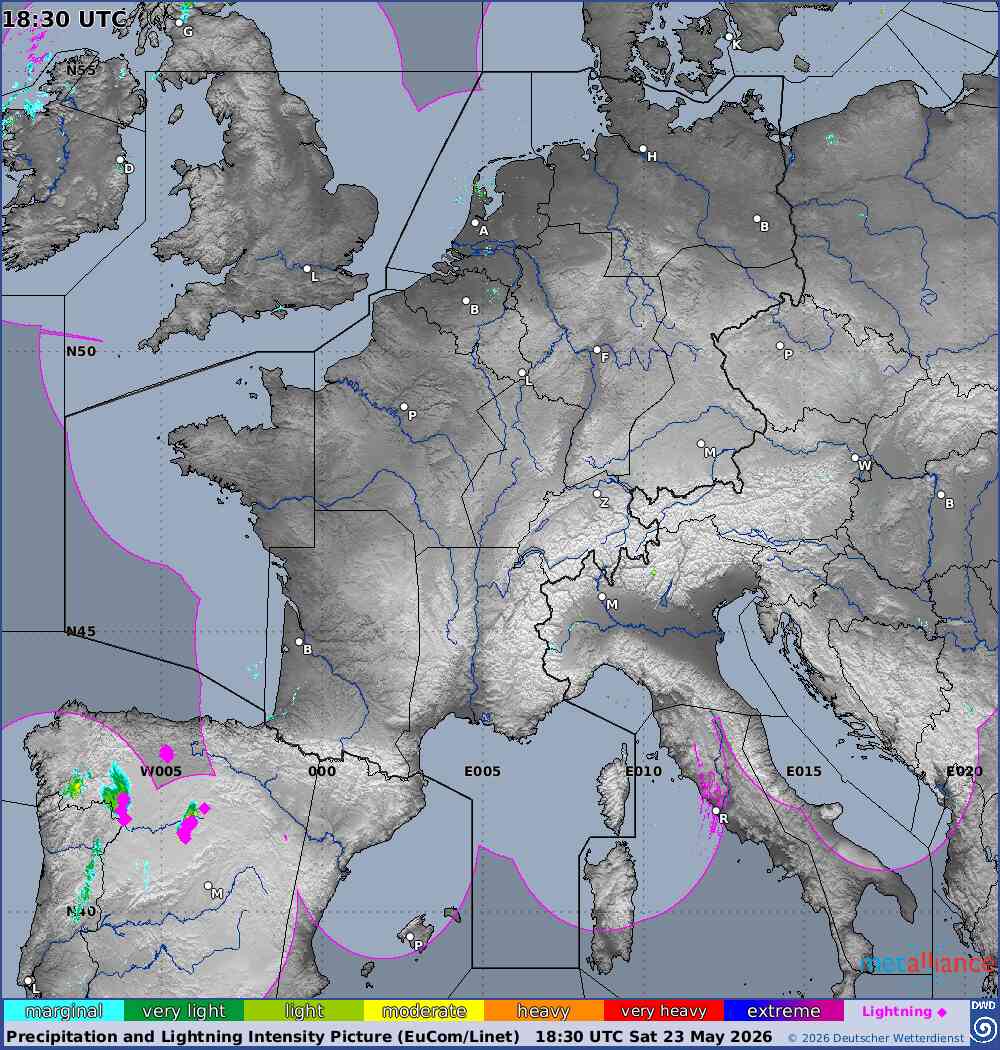 18:30 UTC
G
K
N55
D
H
A
B
L
B
N50
F
P
L
P
M
W
Z
B
M
N45
B
W005
000
E005
E010
E015
E020
R
M
N40
P
L
metalliance
marginal
very light
light
moderate
heavy
very heavy
extreme
Lightning
DWD
Precipitation and Lightning Intensity Picture (EuCom/Linet) 18:30 UTC Sat 23 May 2026 © 2026 Deutscher Wetterdienst